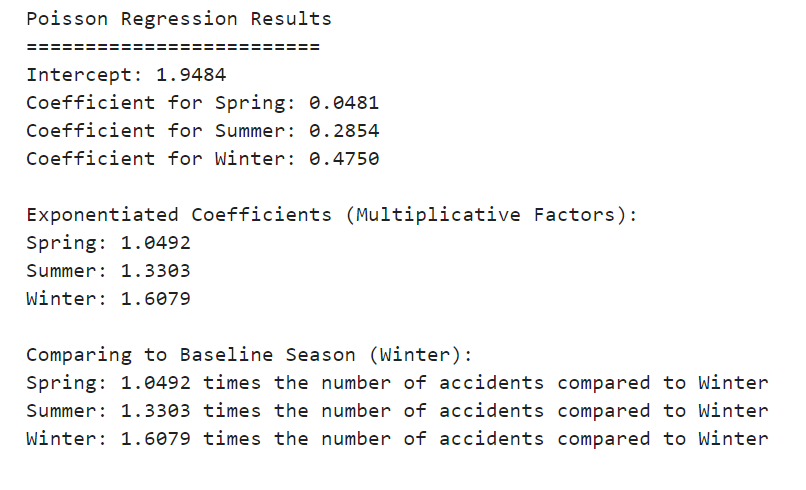 Poisson Regression Results
=========================
Intercept: 1.9484
Coefficient for Spring: 0.0481
Coefficient for Summer: 0.2854
Coefficient for Winter: 0.4750
Exponentiated Coefficients (Multiplicative Factors):
Spring: 1.0492
Summer: 1.3303
Winter: 1.6079
Comparing to Baseline Season (Winter):
Spring: 1.0492 times the number of accidents compared to Winter
Summer: 1.3303 times the number of accidents compared to Winter
Winter: 1.6079 times the number of accidents compared to Winter